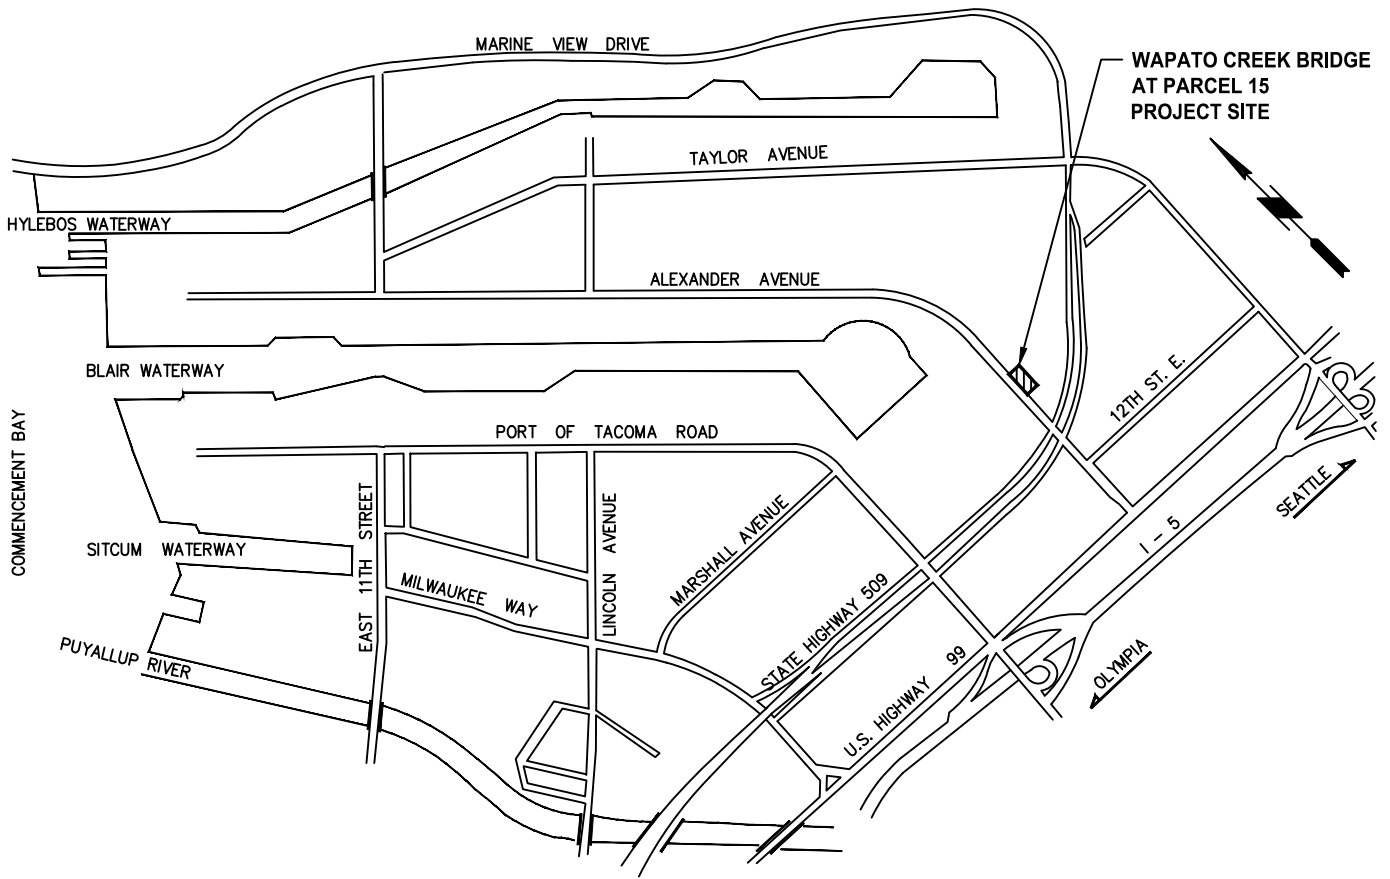 MARINE VIEW DRIVE
WAPATO CREEK BRIDGE
AT PARCEL 15
PROJECT SITE
TAYLOR AVENUE
HYLEBOS WATERWAY
ALEXANDER AVENUE
BLAIR WATERWAY
12TH ST. E.
COMMENCEMENT BAY
PORT OF TACOMA ROAD
SEATTLE
EAST 11TH STREET
LINCOLN AVENUE
MARSHALL AVENUE
I - 5
SITCUM WATERWAY
MILWAUKEE WAY
STATE HIGHWAY 509
PUYALLUP RIVER
U.S. HIGHWAY 99
OLYMPIA